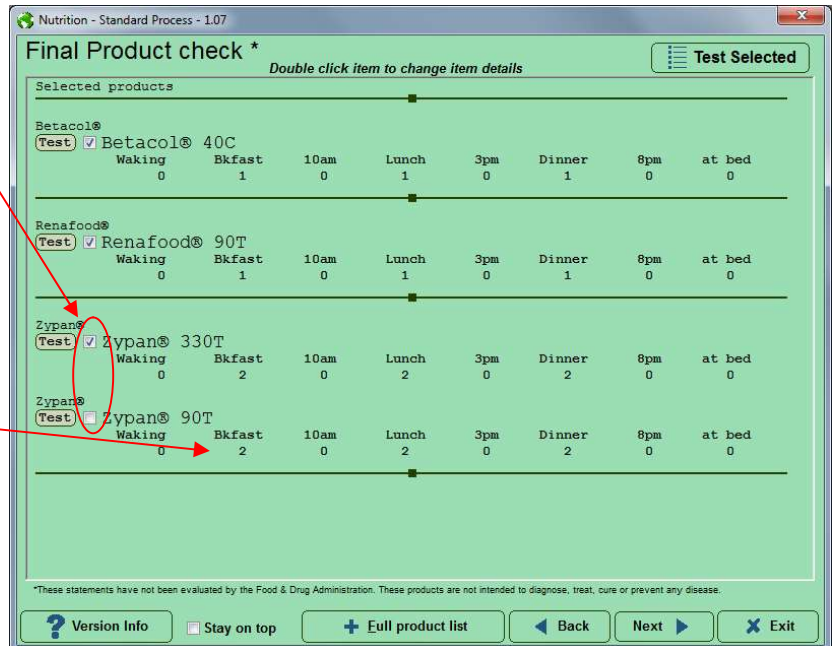 Nutrition - Standard Process - 1.07
Final Product check *
Double click item to change item details
Test Selected
Selected products
Betacol®
Test Betacol® 40C
Waking Bkfast 10am Lunch 3pm Dinner 8pm at bed
0 1 0 1 0 1 0 0
Renafood®
Test Renafood® 90T
Waking Bkfast 10am Lunch 3pm Dinner 8pm at bed
0 1 0 1 0 1 0 0
Zypan®
Test Zypan® 330T
Waking Bkfast 10am Lunch 3pm Dinner 8pm at bed
0 2 0 2 0 2 0 0
Zypan®
Test Zypan® 90T
Waking Bkfast 10am Lunch 3pm Dinner 8pm at bed
0 2 0 2 0 2 0 0
*These statements have not been evaluated by the Food & Drug Administration. These products are not intended to diagnose, treat, cure or prevent any disease.
? Version Info Stay on top Full product list Back Next Exit